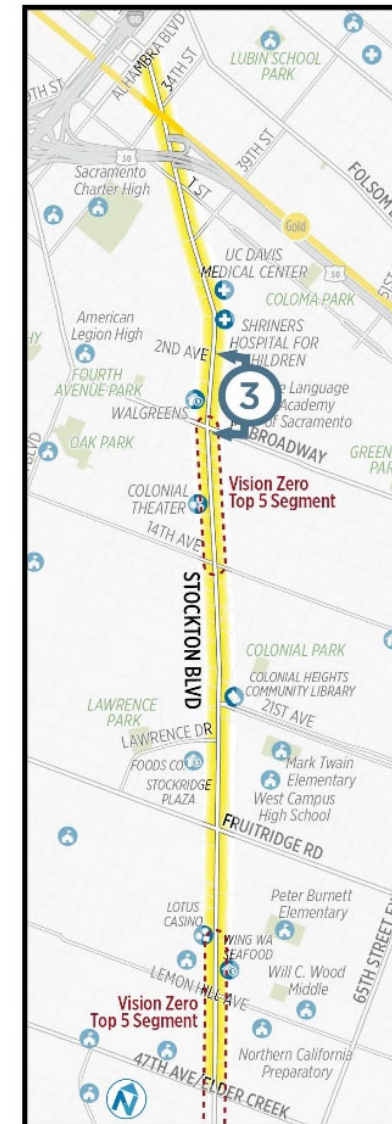 80
ALHAMBRA BLVD
34TH ST
LUBIN SCHOOL
PARK
50
39TH ST
FOLSOM
Sacramento
Charter High
T ST
Gold
UC DAVIS
MEDICAL CENTER
50
COLOMA PARK
SHRINERS
HOSPITAL FOR
CHILDREN
American
Legion High
2ND AVE
FOURTH
AVENUE PARK
3
Language
Academy
of Sacramento
WALGREENS
BROADWAY
OAK PARK
GREEN
Vision Zero
Top 5 Segment
COLONIAL
THEATER
14TH AVE
STOCKTON BLVD
COLONIAL PARK
COLONIAL HEIGHTS
COMMUNITY LIBRARY
21ST AVE
LAWRENCE
PARK
LAWRENCE DR
FOODS CO
STOCKRIDGE
PLAZA
Mark Twain
Elementary
West Campus
High School
FRUITRIDGE RD
LOTUS
CASINO
Peter Burnett
Elementary
WING WA
SEAFOOD
65TH STREET
LEMON HILL AVE
Will C. Wood
Middle
Vision Zero
Top 5 Segment
Northern California
Preparatory
47TH AVE/ELDER CREEK
N